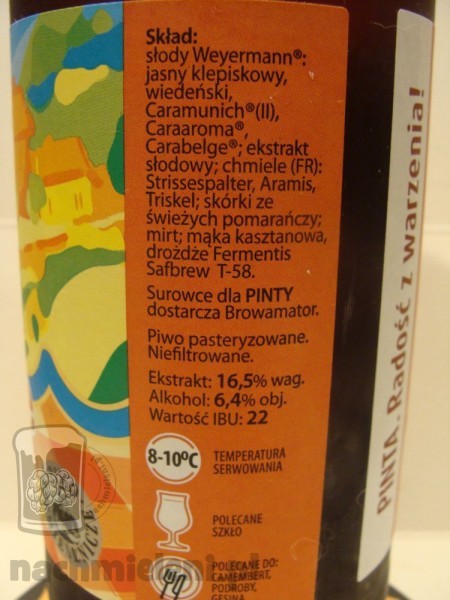 Skład:
słody Weyermann®:
jasny klepiskowy,
wiedeński,
Caramunich®(II),
Caraaroma®,
Carabelge®; ekstrakt
słodowy; chmiele (FR):
Strissespalter, Aramis,
Triskel; skórki ze
świeżych pomarańczy;
mirt; mąka kasztanowa,
drożdże Fermentis
Safbrew T-58.
Surowce dla PINTY
dostarcza Browamator.
Piwo pasteryzowane.
Niefiltrowane.
Ekstrakt: 16,5% wag.
Alkohol: 6,4% obj.
Wartość IBU: 22
8-10ºC
TEMPERATURA
SERWOWANIA
POLECANE
SZKŁO
POLECANE DO:
CAMEMBERT,
PODROBY,
GĘSINA
PINTA. Radość z warzenia!